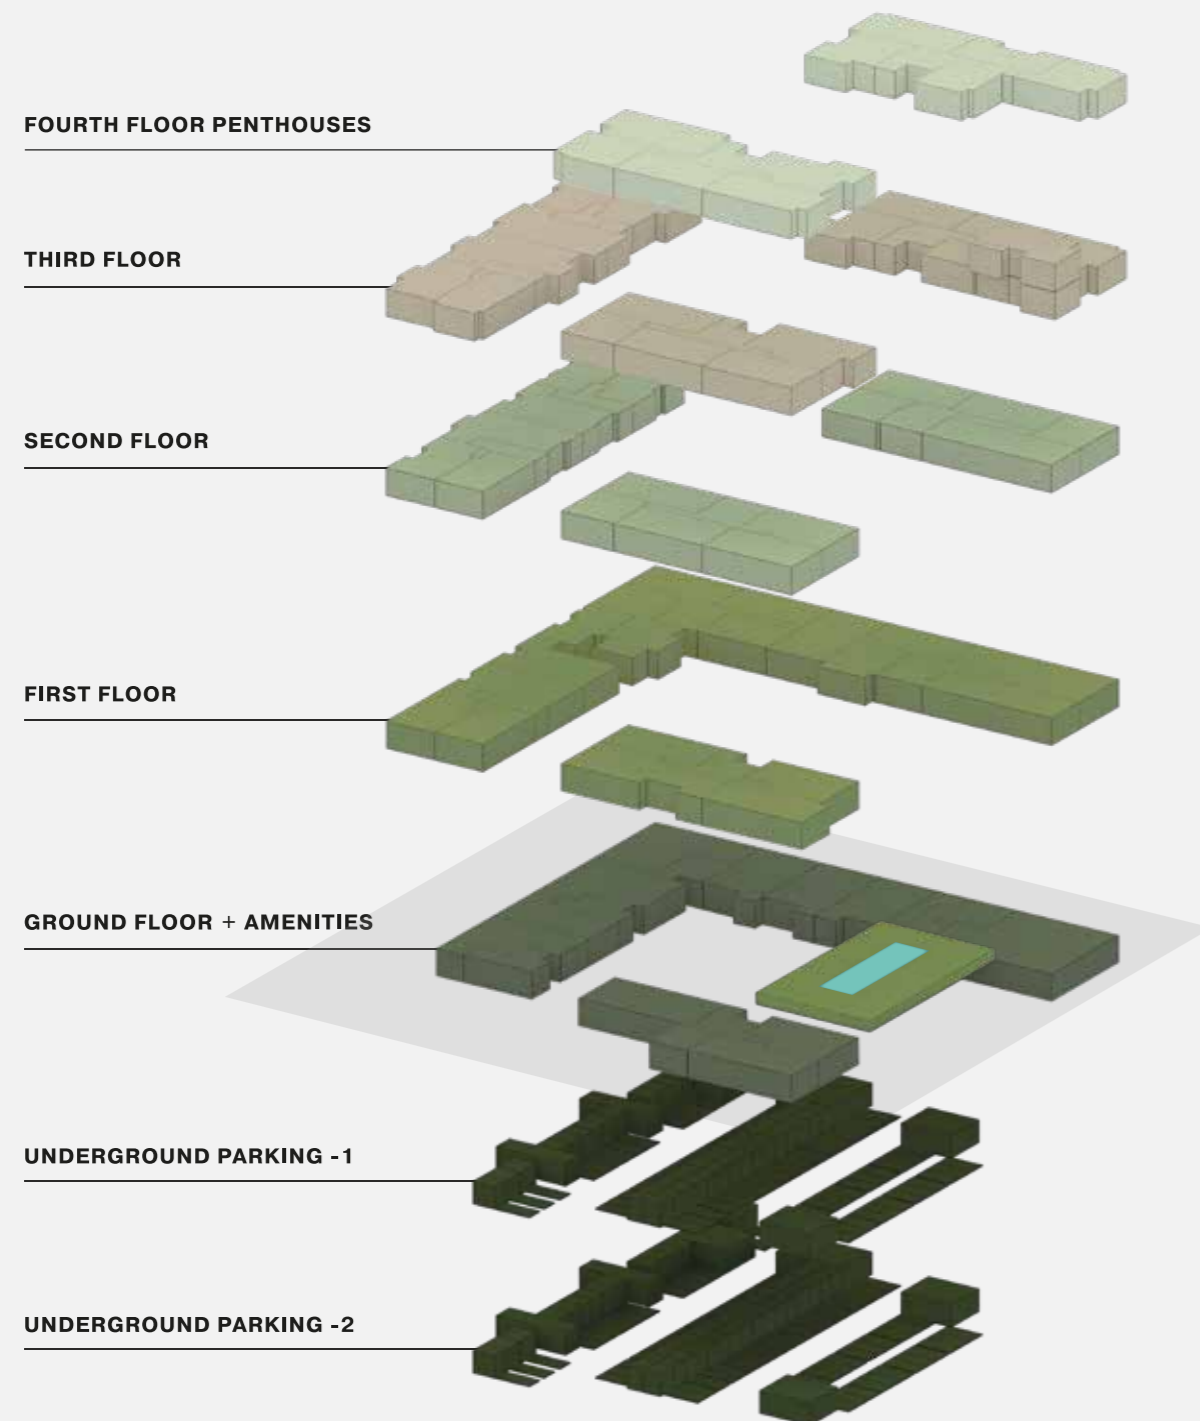 FOURTH FLOOR PENTHOUSES
THIRD FLOOR
SECOND FLOOR
FIRST FLOOR
GROUND FLOOR + AMENITIES
UNDERGROUND PARKING -1
UNDERGROUND PARKING -2